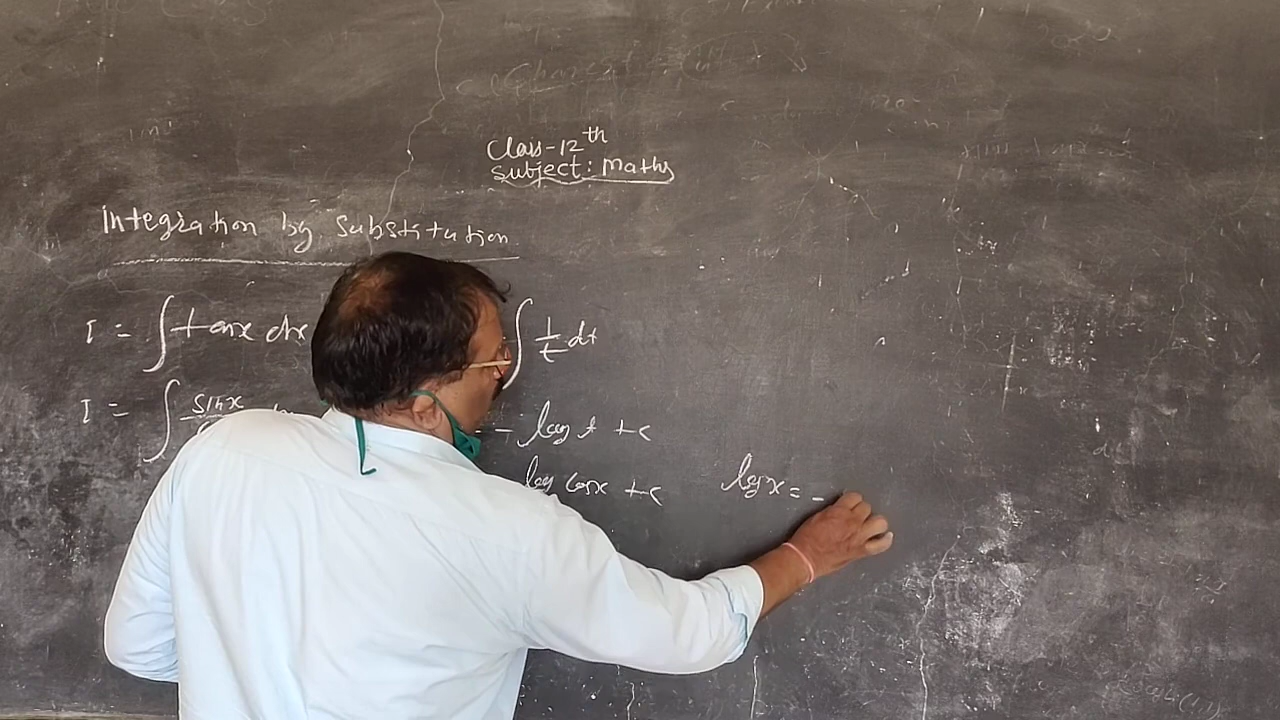 Class-12th
Subject: Maths
Integration by Substitution
I = ∫ tanx dx
∫ 1/t dt
I = ∫ sinx
- log t + c
log cosx + c
log x = -